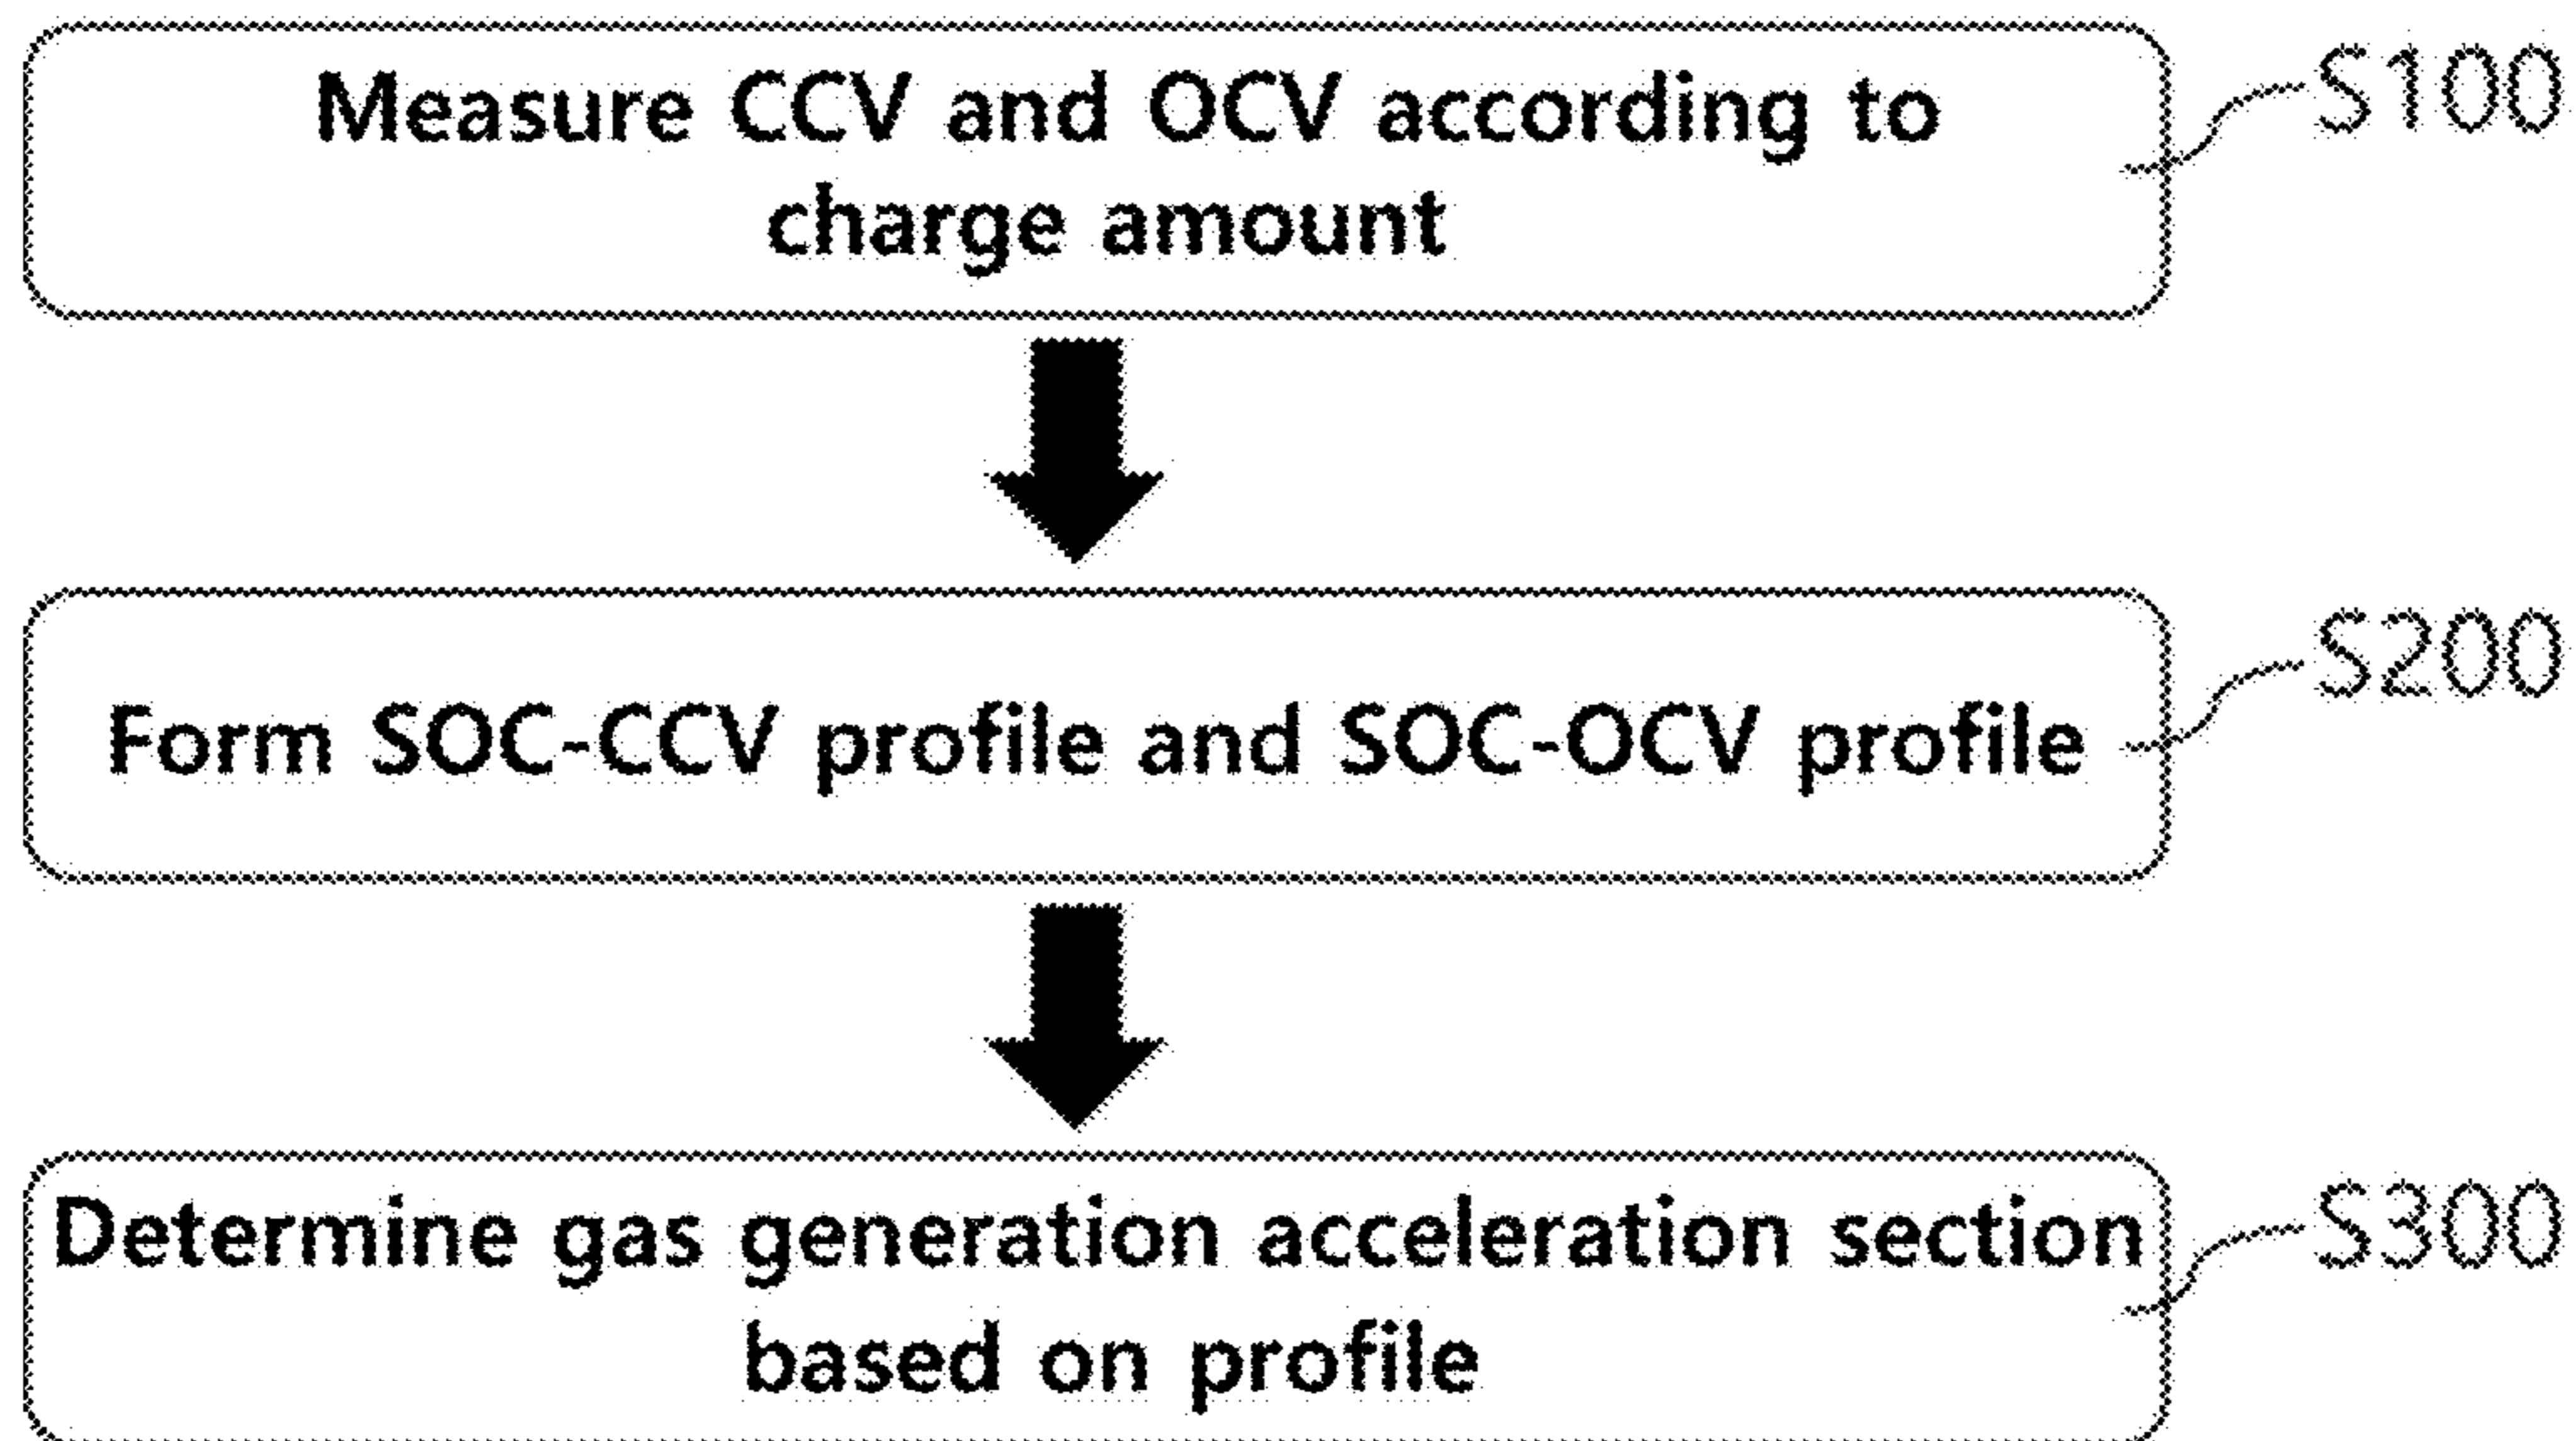 Measure CCV and OCV according to
charge amount
S100
Form SOC-CCV profile and SOC-OCV profile
S200
Determine gas generation acceleration section
based on profile
S300